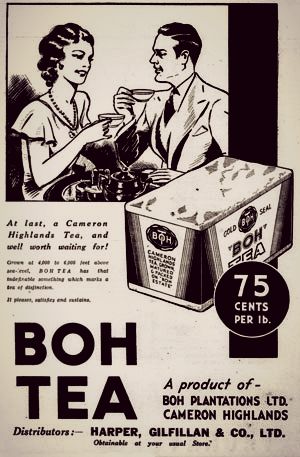 At last, a Cameron
Highlands Tea, and
well worth waiting for!
Grown at 4,000 to 6,000 feet above
sea-level, BOH TEA has that
indefinable something which marks a
tea of distinction.
It pleases, satisfies and sustains.
BOH
CAMERON
HIGHLANDS
GOLD SEAL
BOH
"BOH"
TEA
75
CENTS
PER lb.
BOH
TEA
A product of -
BOH PLANTATIONS LTD.
CAMERON HIGHLANDS
Distributors:— HARPER, GILFILLAN & CO., LTD.
Obtainable at your usual Store.